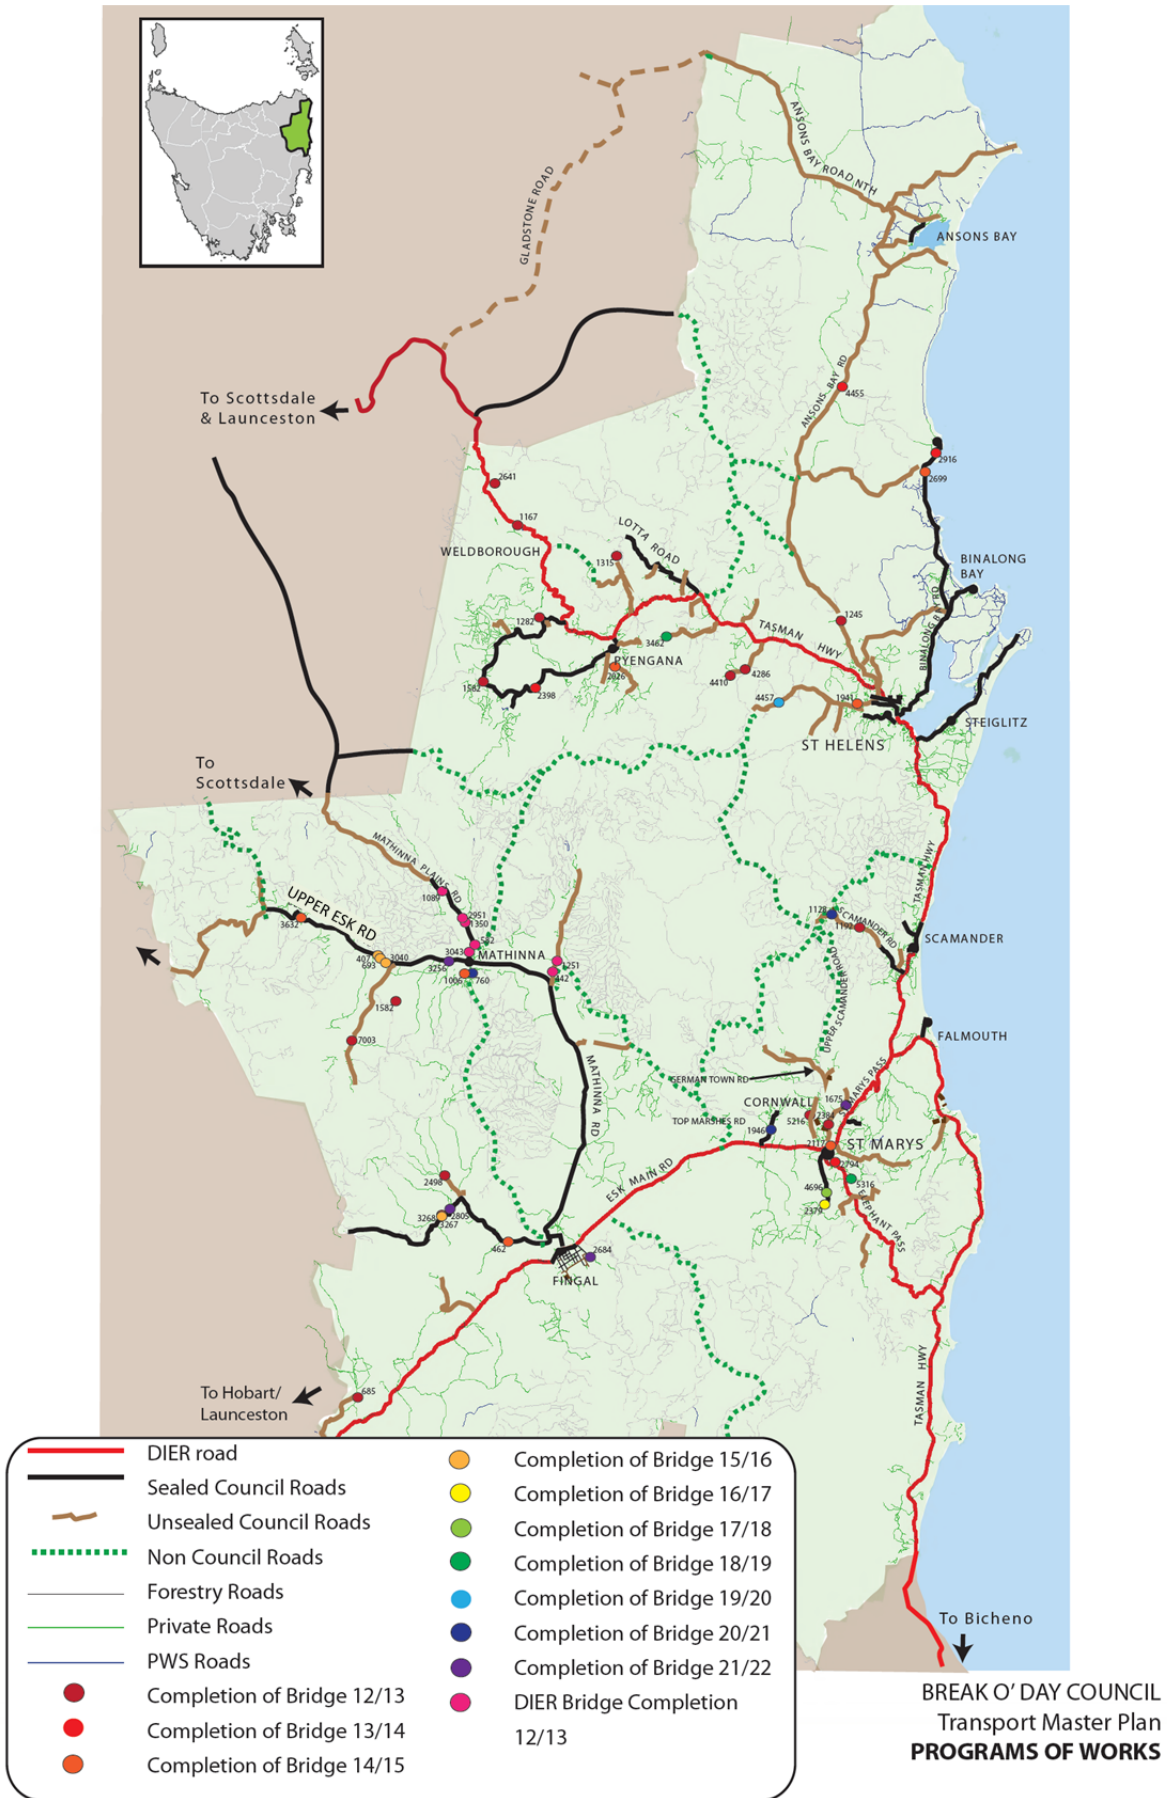 ANSONS BAY ROAD NTH
GLADSTONE ROAD
ANSONS BAY
To Scottsdale
& Launceston
ANSONS BAY RD
4455
2916
2699
2641
1167
LOTTA ROAD
WELDBOROUGH
1315
BINALONG
BAY
1282
1245
3462
TASMAN HWY
BINALONG BAY RD
PYENGANA
2026
4286
4410
1582
2398
4457
1941
STEIGLITZ
ST HELENS
To
Scottsdale
MATHINNA PLAINS RD
TASMAN HWY
1089
UPPER ESK RD
3632
2951
1350
1128
SCAMANDER RD
SCAMANDER
3043
MATHINNA
407
3040
693
3256
1006
760
1251
442
UPPER SCAMANDER ROAD
1582
7003
FALMOUTH
MATHINNA RD
GERMAN TOWN RD
ST MARYS PASS
CORNWALL
1675
TOP MARSHES RD
5216
2384
1946
2117
ST MARYS
2794
ESK MAIN RD
5316
4696
2379
ELEPHANT PASS
2498
3268
2805
3267
462
2684
FINGAL
TASMAN HWY
685
To Hobart/
Launceston
DIER road
Sealed Council Roads
Unsealed Council Roads
Non Council Roads
Forestry Roads
Private Roads
PWS Roads
Completion of Bridge 12/13
Completion of Bridge 13/14
Completion of Bridge 14/15
Completion of Bridge 15/16
Completion of Bridge 16/17
Completion of Bridge 17/18
Completion of Bridge 18/19
Completion of Bridge 19/20
Completion of Bridge 20/21
Completion of Bridge 21/22
DIER Bridge Completion
12/13
To Bicheno
BREAK O' DAY COUNCIL
Transport Master Plan
PROGRAMS OF WORKS